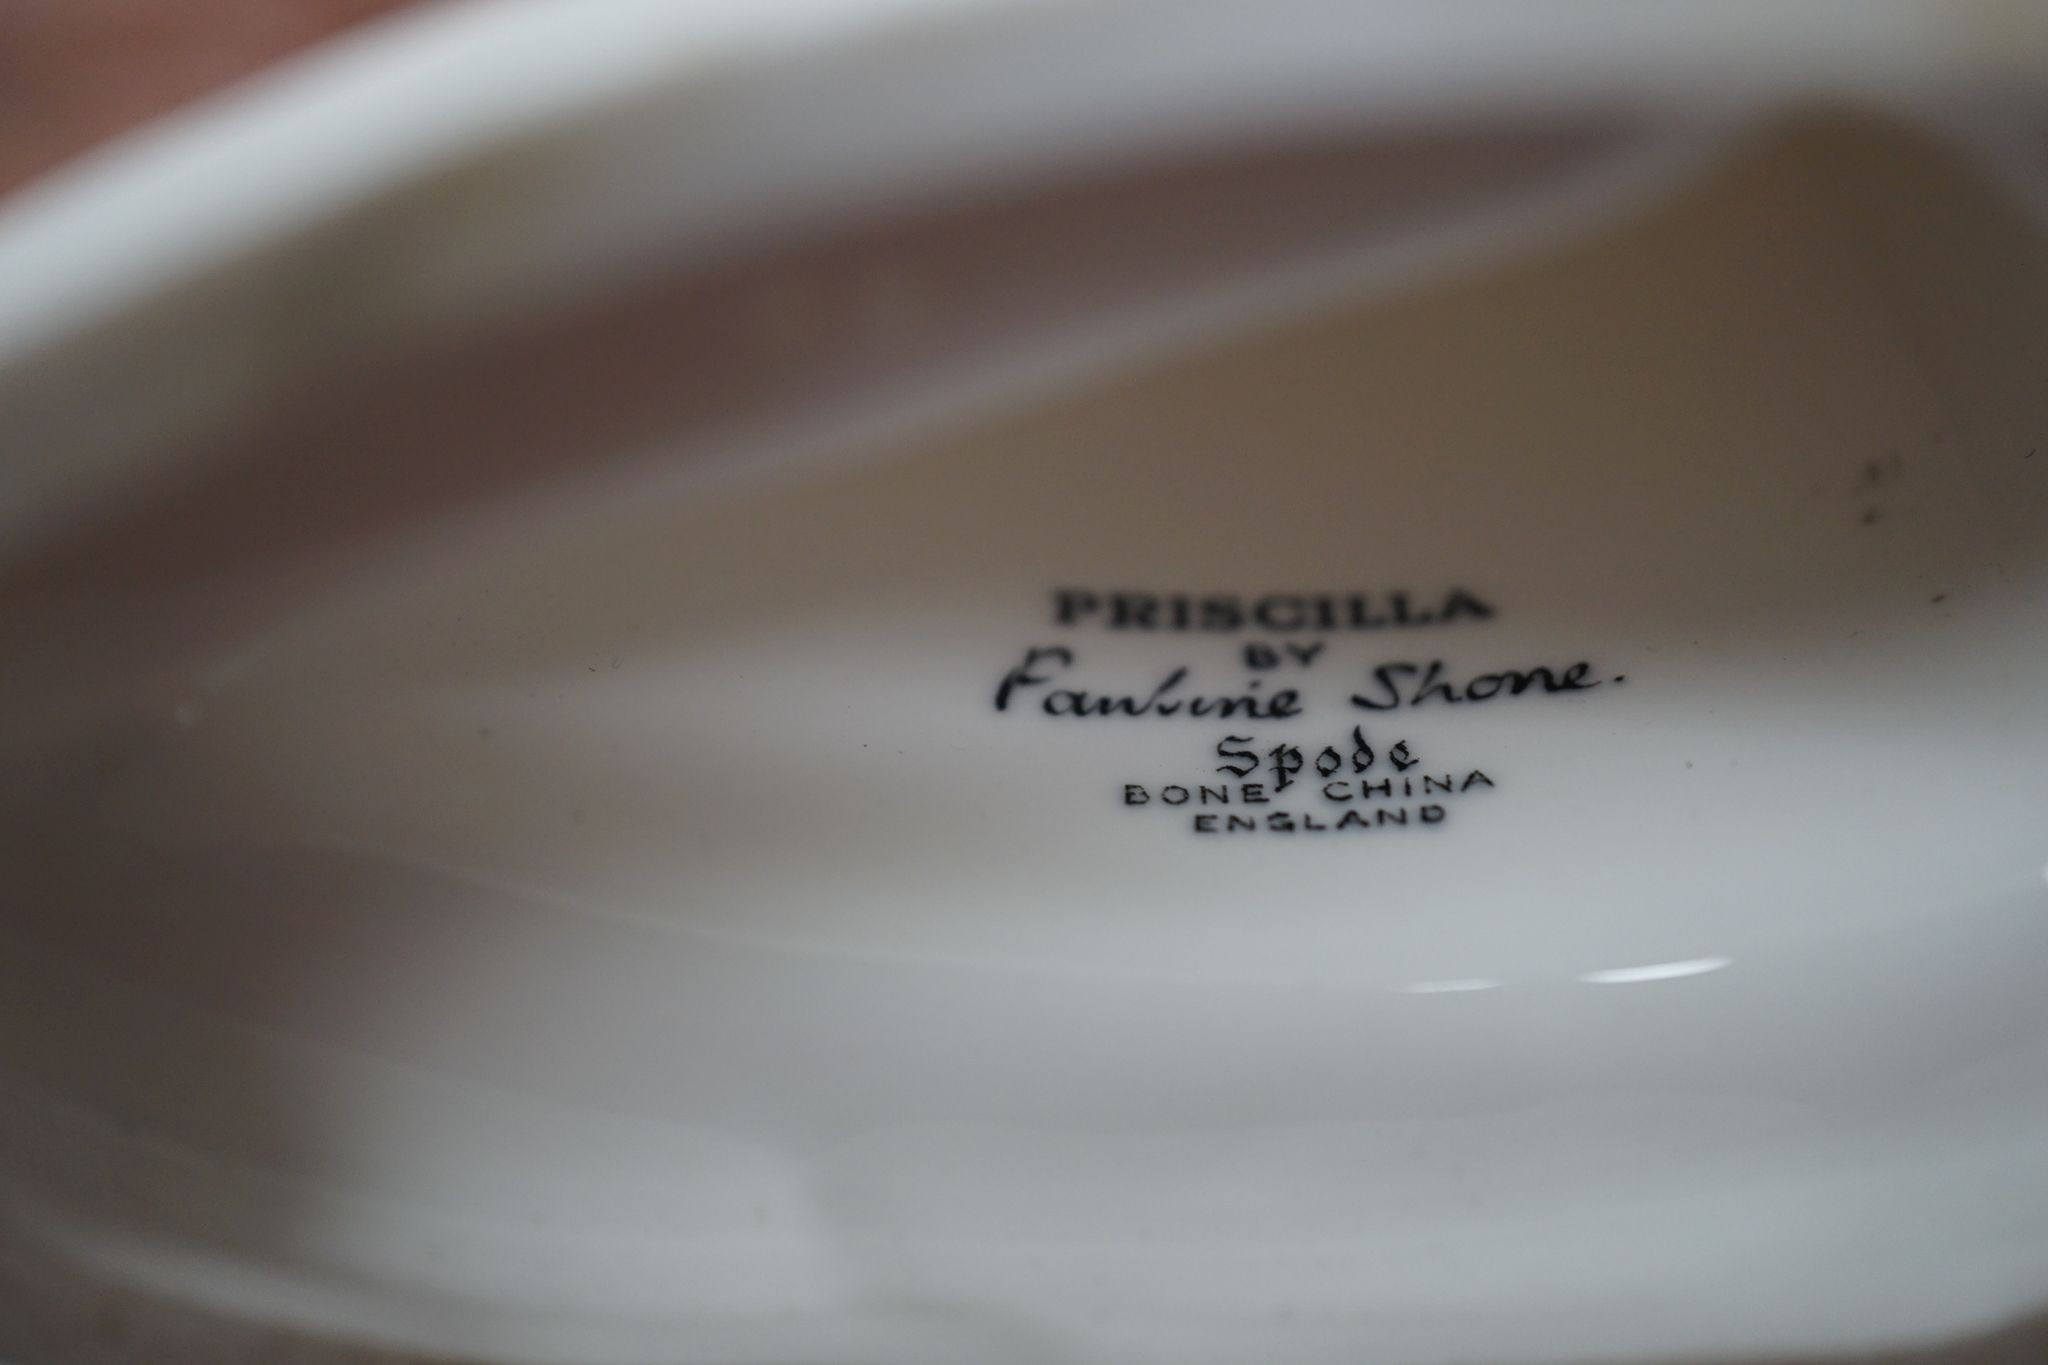 PRISCILLA
BY
Pauline Shone.
Spode
BONE CHINA
ENGLAND